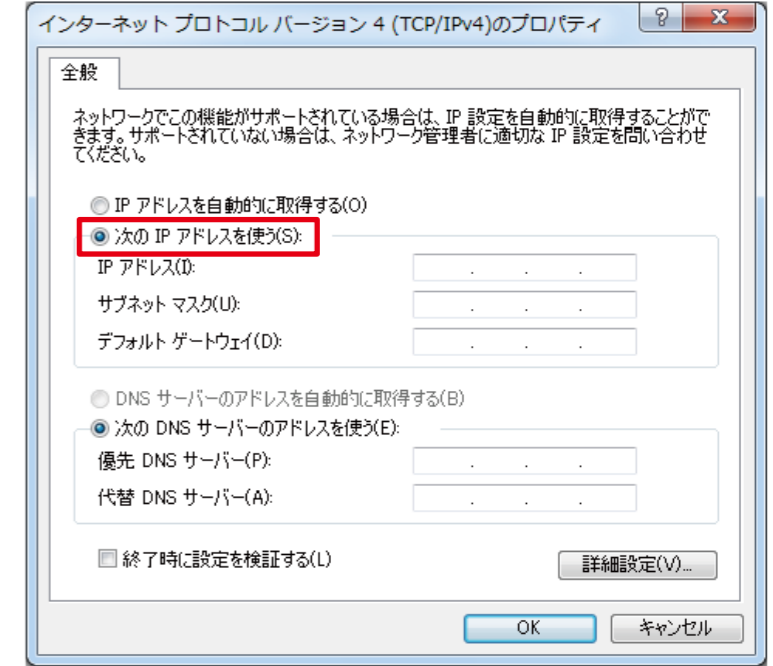 インターネット プロトコル バージョン 4 (TCP/IPv4)のプロパティ
全般
ネットワークでこの機能がサポートされている場合は、IP 設定を自動的に取得することがで
きます。サポートされていない場合は、ネットワーク管理者に適切な IP 設定を問い合わせ
てください。
IP アドレスを自動的に取得する(O)
次の IP アドレスを使う(S):
IP アドレス(I):
サブネット マスク(U):
デフォルト ゲートウェイ(D):
DNS サーバーのアドレスを自動的に取得する(B)
次の DNS サーバーのアドレスを使う(E):
優先 DNS サーバー(P):
代替 DNS サーバー(A):
終了時に設定を検証する(L)
詳細設定(V)...
OK
キャンセル